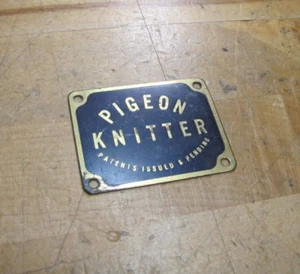 PIGEON
KNITTER
PATENTS ISSUED & PENDING